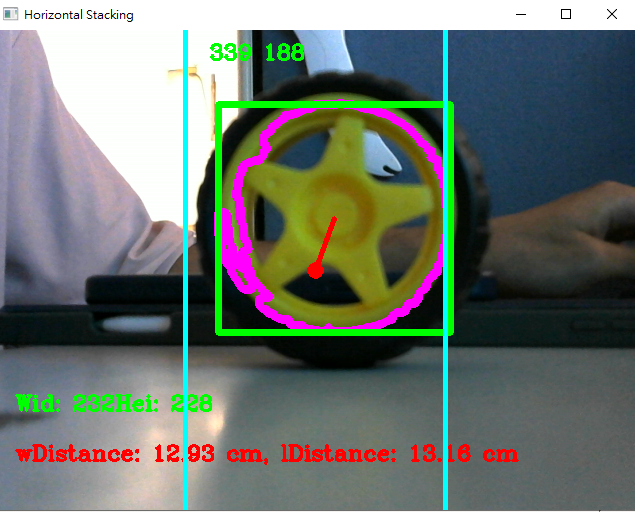 Horizontal Stacking
339 188
Wid: 232Hei: 228
wDistance: 12.93 cm, lDistance: 13.16 cm